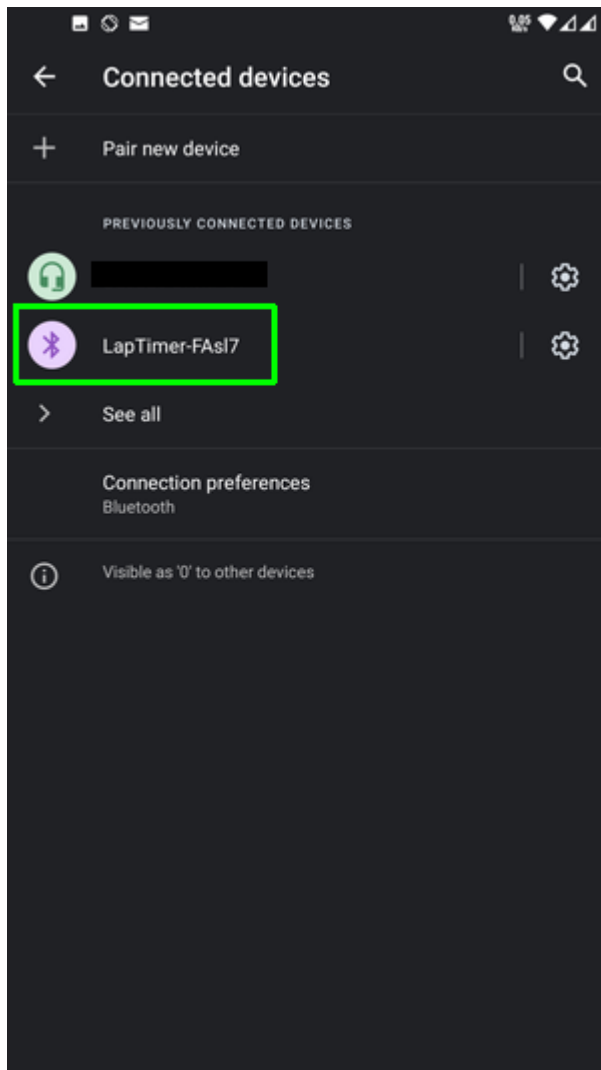 Connected devices
Pair new device
PREVIOUSLY CONNECTED DEVICES
LapTimer-FAsl7
See all
Connection preferences
Bluetooth
Visible as '0' to other devices